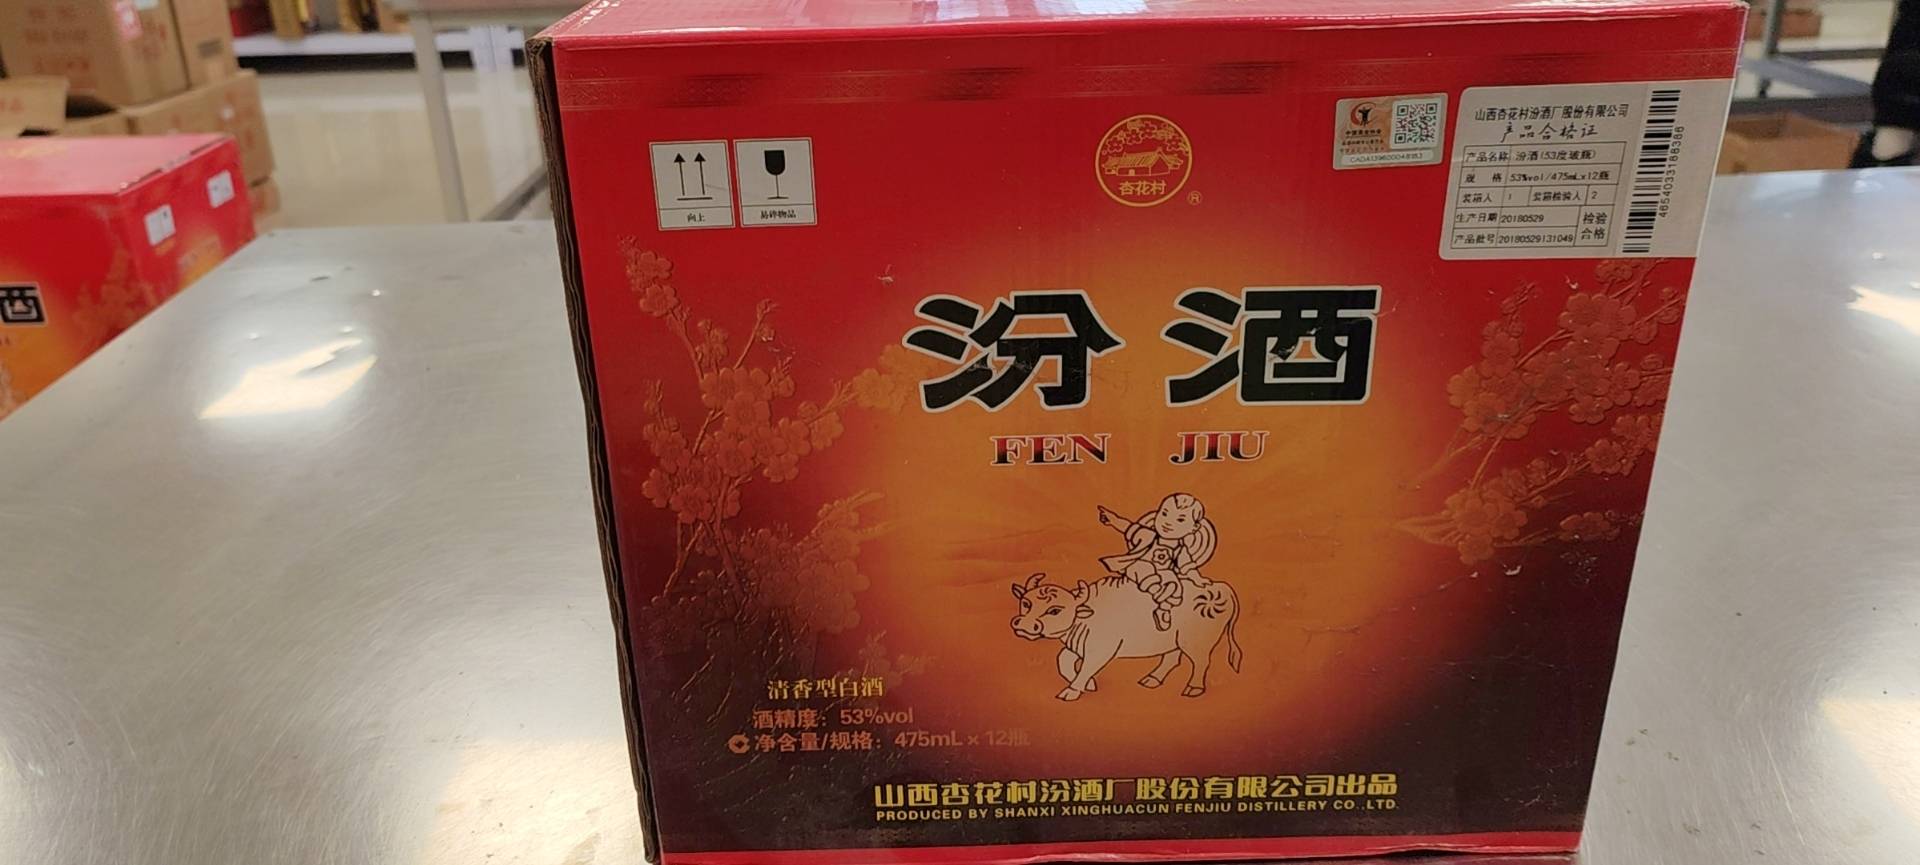 山西杏花村汾酒厂股份有限公司
产品合格证
产品名称 汾酒(53度玻瓶)
规 格 53%vol/475mL×12瓶
装箱人 1 装箱检验人 2
生产日期 20180529 检验
产品批号 20180529131049 合格
杏花村
®
向上
易碎物品
汾酒
FEN JIU
清香型白酒
酒精度：53%vol
净含量/规格：475mL×12瓶
山西杏花村汾酒厂股份有限公司出品
PRODUCED BY SHANXI XINGHUACUN FENJIU DISTILLERY CO.,LTD.
酒